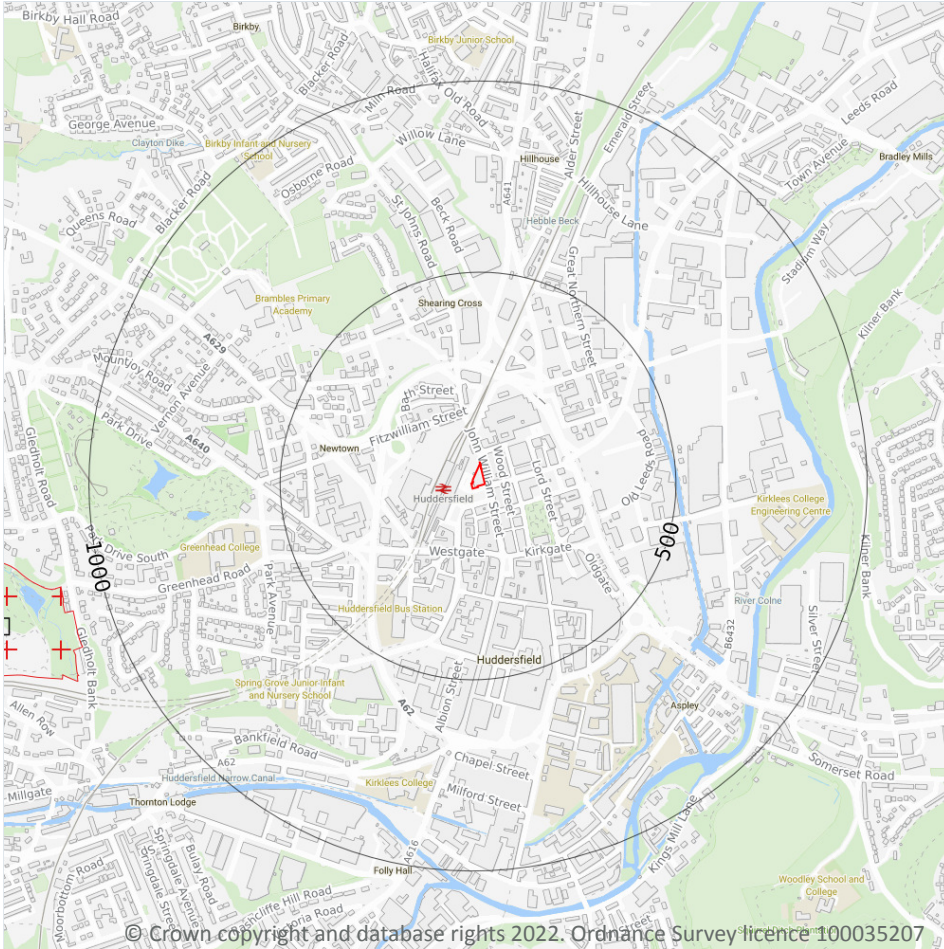 Birkby Hall Road
Birkby
Blacker Road
Birkby Junior School
Halifax Old Road
Mill Road
Leeds Road
George Avenue
Clayton Dike
Birkby Infant and Nursery
School
Willow Lane
Alder Street
Emerald Street
Hillhouse
Town Avenue
Bradley Mills
Osborne Road
Blacker Road
A641
Hillhouse Lane
Queens Road
St Johns Road
Beck Road
Hebble Beck
Stadium Way
Great Northern Street
Brambles Primary
Academy
Shearing Cross
Kilner Bank
A629
Mountjoy Road
Vernon Avenue
Park Drive
A640
Bath Street
Fitzwilliam Street
Gledholt Road
Newtown
John William Street
Wood Street
Lord Street
Old Leeds Road
Huddersfield
Kirklees College
Engineering Centre
500
Park Drive South
1000
Greenhead College
Westgate
Kirkgate
Oldgate
Greenhead Road
Park Avenue
Kilner Bank
Huddersfield Bus Station
River Colne
B6432
Silver Street
Gledholt Bank
Huddersfield
Spring Grove Junior Infant
and Nursery School
Albion Street
A62
Aspley
Allen Row
Bankfield Road
A62
Chapel Street
Somerset Road
Huddersfield Narrow Canal
Kirklees College
Millgate
Milford Street
Thornton Lodge
A616
Kings Mill Lane
Folly Hall
Moorbottom Road
Springdale Street
Springdale Avenue
Bulay Road
Woodley School and
College
© Crown copyright and database rights 2022. Ordnance Survey licence 100035207